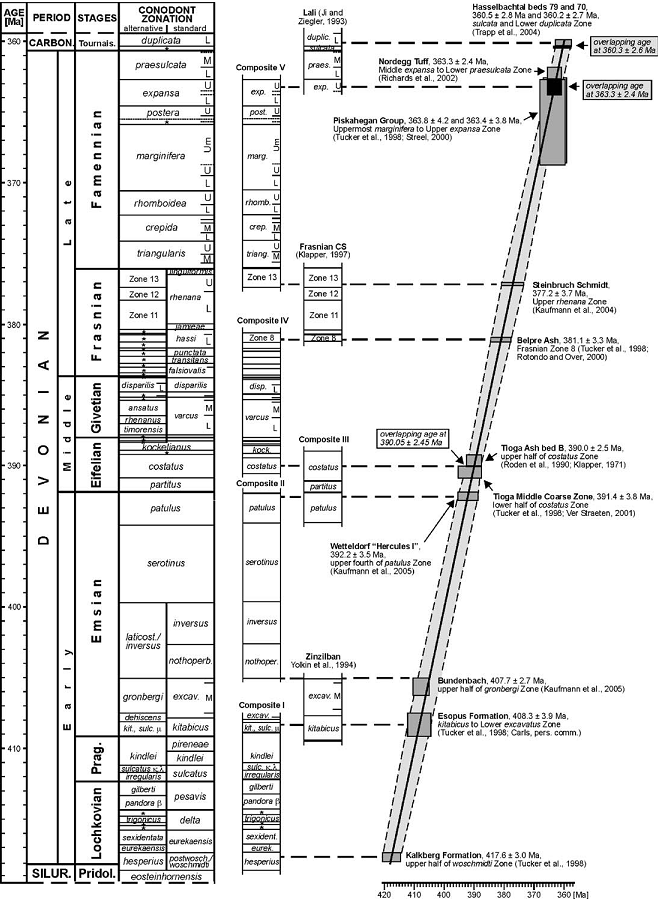 AGE
[Ma]
PERIOD
STAGES
CONODONT
ZONATION
alternative
standard
360
370
380
390
400
410
CARBON.
DEVONIAN
SILUR.
Late
Middle
Early
Tournais.
Famennian
Frasnian
Givetian
Eifelian
Emsian
Prag.
Lochkovian
Pridol.
duplicata L
praesulcata M L
expansa U L
postera U L
marginifera U L
rhomboidea U L
crepida U M L
triangularis U M
linguiformis
Zone 13
Zone 12
Zone 11
rhenana U L
jamieae
hassi L
punctata
transitans
falsiovalis
disparilis L
disparilis
ansatus
rhenanus
timorensis
varcus M L
kockelianus
costatus
partitus
patulus
serotinus
laticost./
inversus
inversus
nothoperb.
gronbergi
excav. M
dehiscens
kit., sulc. μ
kitabicus
pireneae
kindlei
kindlei
sulcatus κ,λ
irregularis
sulcatus
gilberti
pandora β
pesavis
trigonicus
delta
sexidentata
eurekaensis
eurekaensis
hesperius
postwosch./
woschmidti
eosteinhornensis
Composite V
exp. U L
post. U L
marg. U L
rhomb. U L
crep. U M L
triang. U M
Zone 13
Composite IV
Zone 8
disp. L
varcus M L
kock.
costatus
Composite II
patulus
serotinus
inversus
nothoper.
Composite I
excav.
kit., sulc. μ
kindlei
sulc. κ,λ
irregularis
gilberti
pandora β
trigonicus
sexident.
eurek.
hesperius
Lali (Ji and
Ziegler, 1993)
duplic. L
sulcata
praes. M L
exp. U
Frasnian CS
(Klapper, 1997)
Zone 13
Zone 12
Zone 11
Zone 8
Composite III
costatus
partitus
patulus
Zinzilban
Yolkin et al., 1994)
excav. M
kitabicus
Hasselbachtal beds 79 and 70,
360.5 ± 2.8 Ma and 360.2 ± 2.7 Ma,
sulcata and Lower duplicata Zone
(Trapp et al., 2004)
overlapping age
at 360.3 ± 2.6 Ma
Nordegg Tuff, 363.3 ± 2.4 Ma,
Middle expansa to Lower praesulcata Zone
(Richards et al., 2002)
overlapping age
at 363.3 ± 2.4 Ma
Piskahegan Group, 363.8 ± 4.2 and 363.4 ± 3.8 Ma,
Uppermost marginifera to Upper expansa Zone
(Tucker et al., 1998; Streel, 2000)
Steinbruch Schmidt,
377.2 ± 3.7 Ma,
Upper rhenana Zone
(Kaufmann et al., 2004)
Belpre Ash, 381.1 ± 3.3 Ma,
Frasnian Zone 8 (Tucker et al., 1998;
Rotondo and Over, 2000)
overlapping age at
390.05 ± 2.45 Ma
Tioga Ash bed B, 390.0 ± 2.5 Ma,
upper half of costatus Zone
(Roden et al., 1990; Klapper, 1971)
Tioga Middle Coarse Zone, 391.4 ± 3.8 Ma,
lower half of costatus Zone
(Tucker et al., 1998; Ver Straeten, 2001)
Wetteldorf "Hercules I",
392.2 ± 3.5 Ma,
upper fourth of patulus Zone
(Kaufmann et al., 2005)
Bundenbach, 407.7 ± 2.7 Ma,
upper half of gronbergi Zone (Kaufmann et al., 2005)
Esopus Formation, 408.3 ± 3.9 Ma,
kitabicus to Lower excavatus Zone
(Tucker et al., 1998; Carls, pers. comm.)
Kalkberg Formation, 417.6 ± 3.0 Ma,
upper half of woschmidti Zone (Tucker et al., 1998)
420 410 400 390 380 370 360 [Ma]